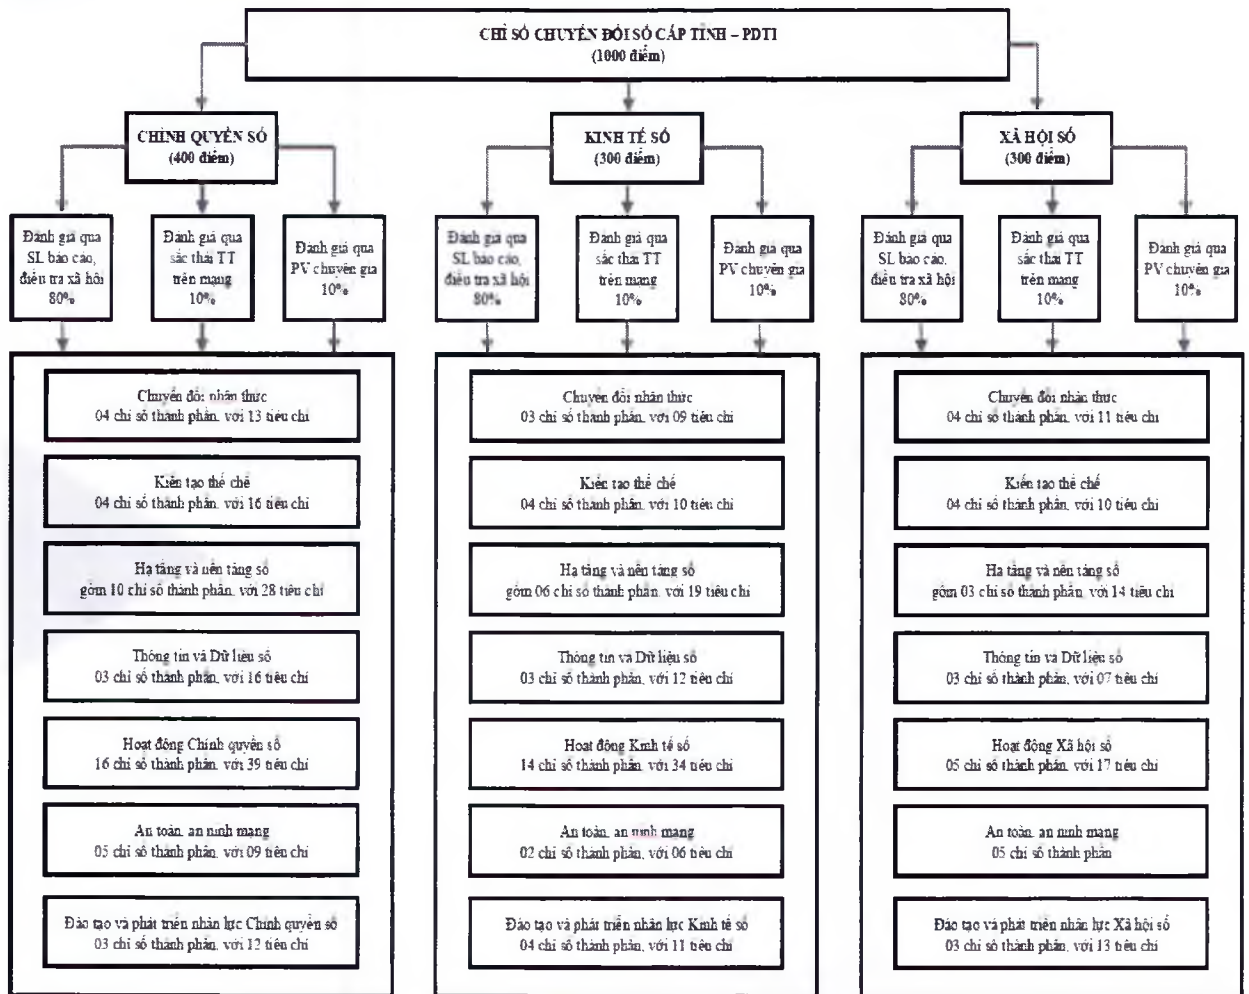 CHỈ SỐ CHUYỂN ĐỔI SỐ CẤP TỈNH – PDTI
(1000 điểm)
CHÍNH QUYỀN SỐ
(400 điểm)
KINH TẾ SỐ
(300 điểm)
XÃ HỘI SỐ
(300 điểm)
Đánh giá qua
SL báo cáo,
điều tra xã hội
80%
Đánh giá qua
sắc thái TT
trên mạng
10%
Đánh giá qua
PV chuyên gia
10%
Đánh giá qua
SL báo cáo,
điều tra xã hội
80%
Đánh giá qua
sắc thái TT
trên mạng
10%
Đánh giá qua
PV chuyên gia
10%
Đánh giá qua
SL báo cáo,
điều tra xã hội
80%
Đánh giá qua
sắc thái TT
trên mạng
10%
Đánh giá qua
PV chuyên gia
10%
Chuyển đổi nhận thức
04 chỉ số thành phần, với 13 tiêu chí
Kiến tạo thể chế
04 chỉ số thành phần, với 16 tiêu chí
Hạ tầng và nền tảng số
gồm 10 chỉ số thành phần, với 28 tiêu chí
Thông tin và Dữ liệu số
03 chỉ số thành phần, với 16 tiêu chí
Hoạt động Chính quyền số
16 chỉ số thành phần, với 39 tiêu chí
An toàn, an ninh mạng
05 chỉ số thành phần, với 09 tiêu chí
Đào tạo và phát triển nhân lực Chính quyền số
03 chỉ số thành phần, với 12 tiêu chí
Chuyển đổi nhận thức
03 chỉ số thành phần, với 09 tiêu chí
Kiến tạo thể chế
04 chỉ số thành phần, với 10 tiêu chí
Hạ tầng và nền tảng số
gồm 06 chỉ số thành phần, với 19 tiêu chí
Thông tin và Dữ liệu số
03 chỉ số thành phần, với 12 tiêu chí
Hoạt động Kinh tế số
14 chỉ số thành phần, với 34 tiêu chí
An toàn, an ninh mạng
02 chỉ số thành phần, với 06 tiêu chí
Đào tạo và phát triển nhân lực Kinh tế số
04 chỉ số thành phần, với 11 tiêu chí
Chuyển đổi nhận thức
04 chỉ số thành phần, với 11 tiêu chí
Kiến tạo thể chế
04 chỉ số thành phần, với 10 tiêu chí
Hạ tầng và nền tảng số
gồm 03 chỉ số thành phần, với 14 tiêu chí
Thông tin và Dữ liệu số
03 chỉ số thành phần, với 07 tiêu chí
Hoạt động Xã hội số
05 chỉ số thành phần, với 17 tiêu chí
An toàn, an ninh mạng
05 chỉ số thành phần
Đào tạo và phát triển nhân lực Xã hội số
03 chỉ số thành phần, với 13 tiêu chí